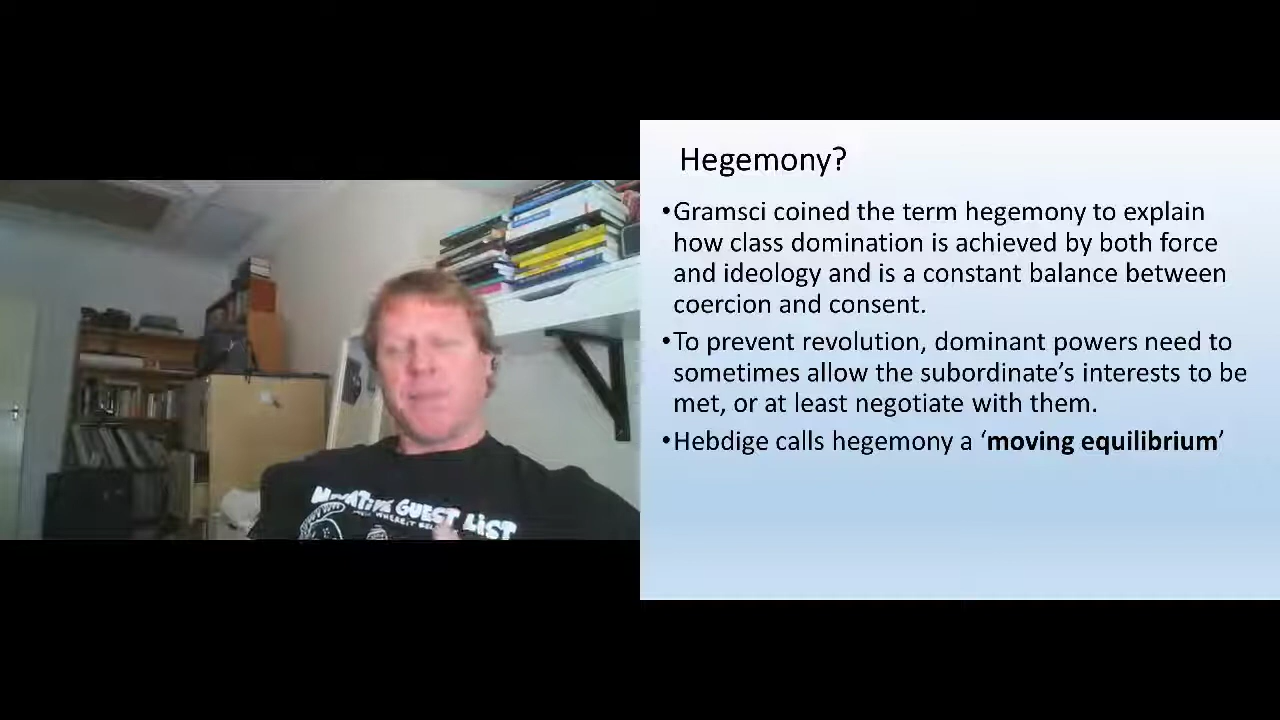 Hegemony?
•Gramsci coined the term hegemony to explain
how class domination is achieved by both force
and ideology and is a constant balance between
coercion and consent.
•To prevent revolution, dominant powers need to
sometimes allow the subordinate’s interests to be
met, or at least negotiate with them.
•Hebdige calls hegemony a ‘moving equilibrium’
GUEST LIST